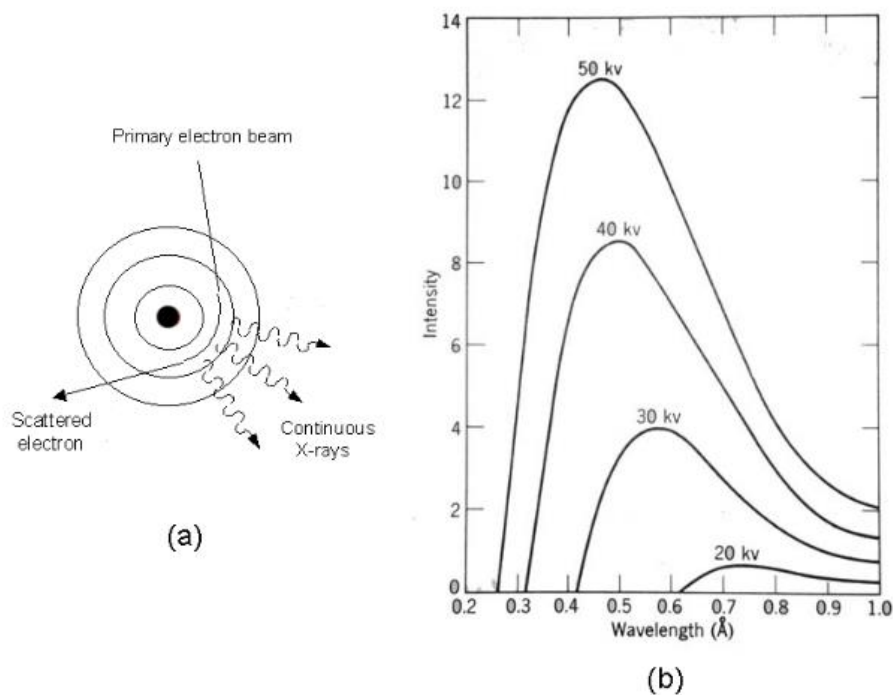 Primary electron beam
Scattered
electron
Continuous
X-rays
(a)
14
12
10
8
6
4
2
0
Intensity
50 kv
40 kv
30 kv
20 kv
0.2 0.3 0.4 0.5 0.6 0.7 0.8 0.9 1.0
Wavelength (Å)
(b)